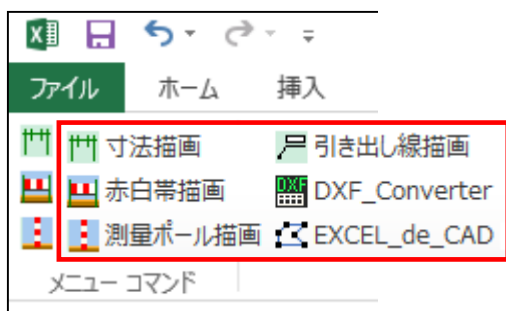 ファイル ホーム 挿入
寸法描画 引き出し線描画
赤白帯描画 DXF_Converter
測量ポール描画 EXCEL_de_CAD
メニュー コマンド